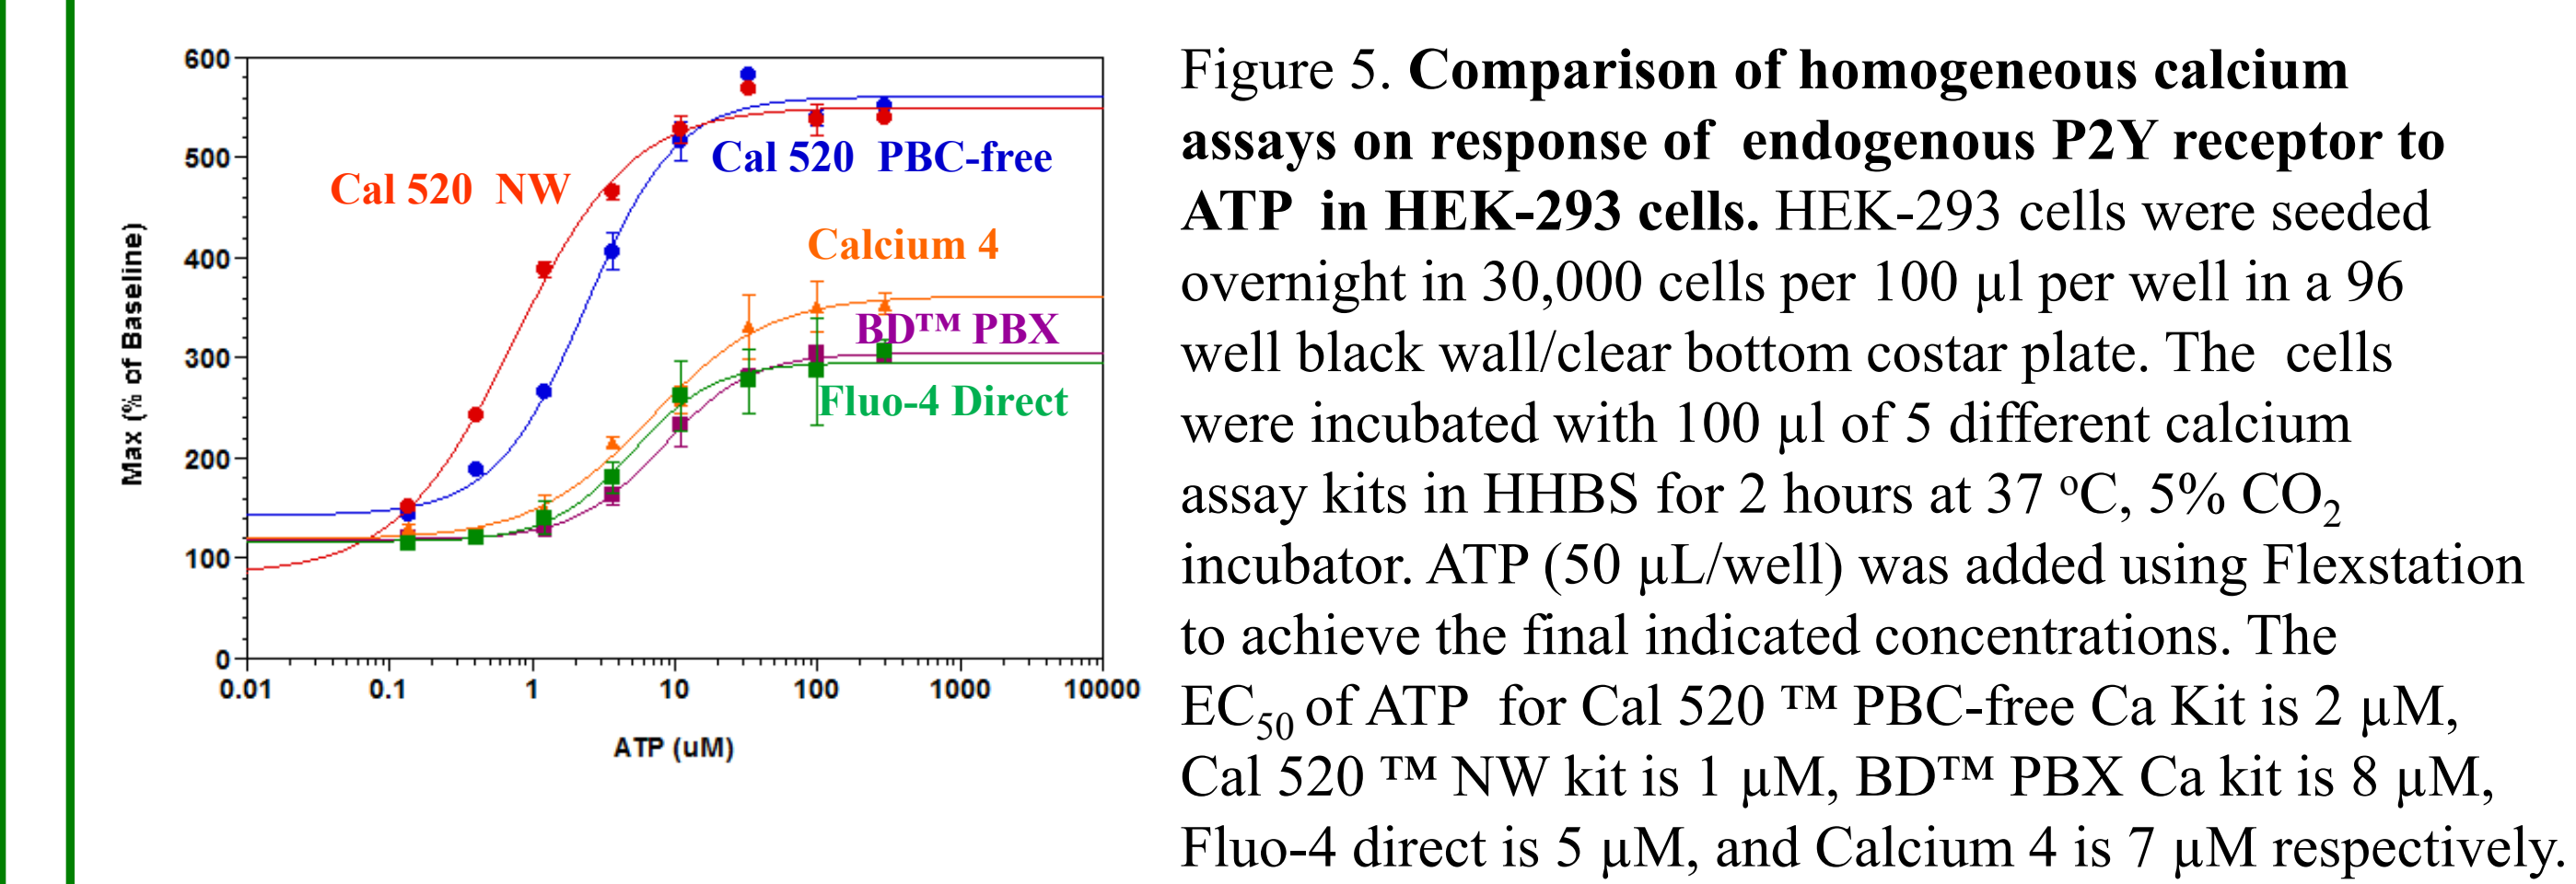 600
500
400
300
200
100
0
0.01 0.1 1 10 100 1000 10000
Max (% of Baseline)
ATP (uM)
Cal 520 NW
Cal 520 PBC-free
Calcium 4
BD™ PBX
Fluo-4 Direct
Figure 5. Comparison of homogeneous calcium
assays on response of endogenous P2Y receptor to
ATP in HEK-293 cells. HEK-293 cells were seeded
overnight in 30,000 cells per 100 µl per well in a 96
well black wall/clear bottom costar plate. The cells
were incubated with 100 µl of 5 different calcium
assay kits in HHBS for 2 hours at 37 ºC, 5% CO₂
incubator. ATP (50 µL/well) was added using Flexstation
to achieve the final indicated concentrations. The
EC₅₀ of ATP for Cal 520 ™ PBC-free Ca Kit is 2 µM,
Cal 520 ™ NW kit is 1 µM, BD™ PBX Ca kit is 8 µM,
Fluo-4 direct is 5 µM, and Calcium 4 is 7 µM respectively.